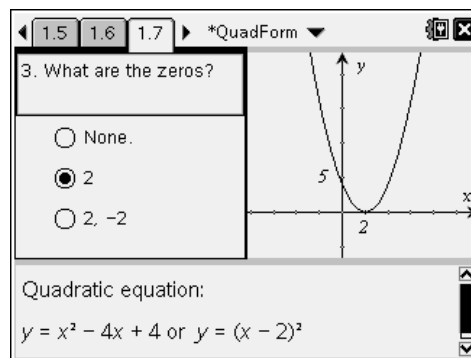 1.5 1.6 1.7 *QuadForm
3. What are the zeros?
None.
2
2, −2
y
5
x
2
Quadratic equation:
y = x² − 4x + 4 or y = (x − 2)²